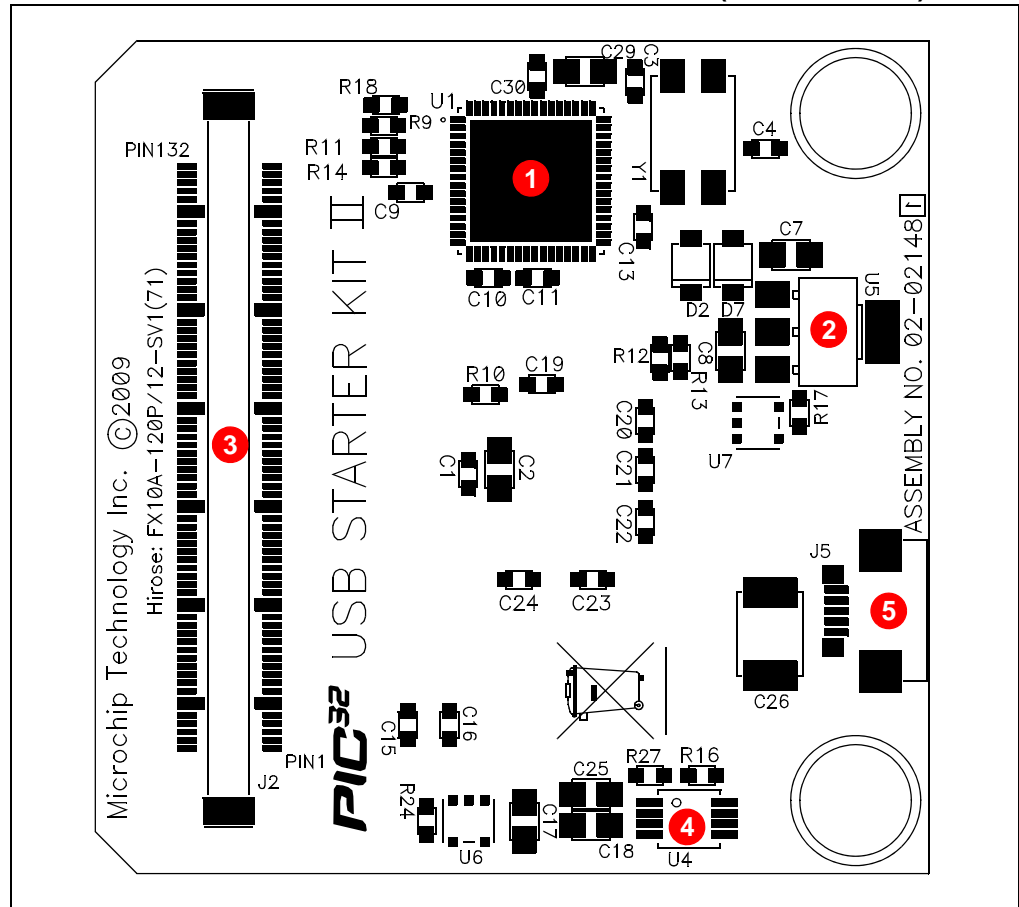 C29
C3
C30
R18
U1
R9
C4
PIN132
R11
R14
Y1
1
C9
C13
C7
U5
C10
C11
D2
D7
2
R12
C8
R13
R10
C19
R17
C20
U7
C1
C2
C21
C22
3
J5
C24
C23
5
C26
C15
C16
PIN1
J2
R27
R16
C25
R24
C17
4
U6
C18
U4
Microchip Technology Inc. ©2009
Hirose: FX10A-120P/12-SV1(71)
PIC32 USB STARTER KIT II
ASSEMBLY NO. 02-02148 1